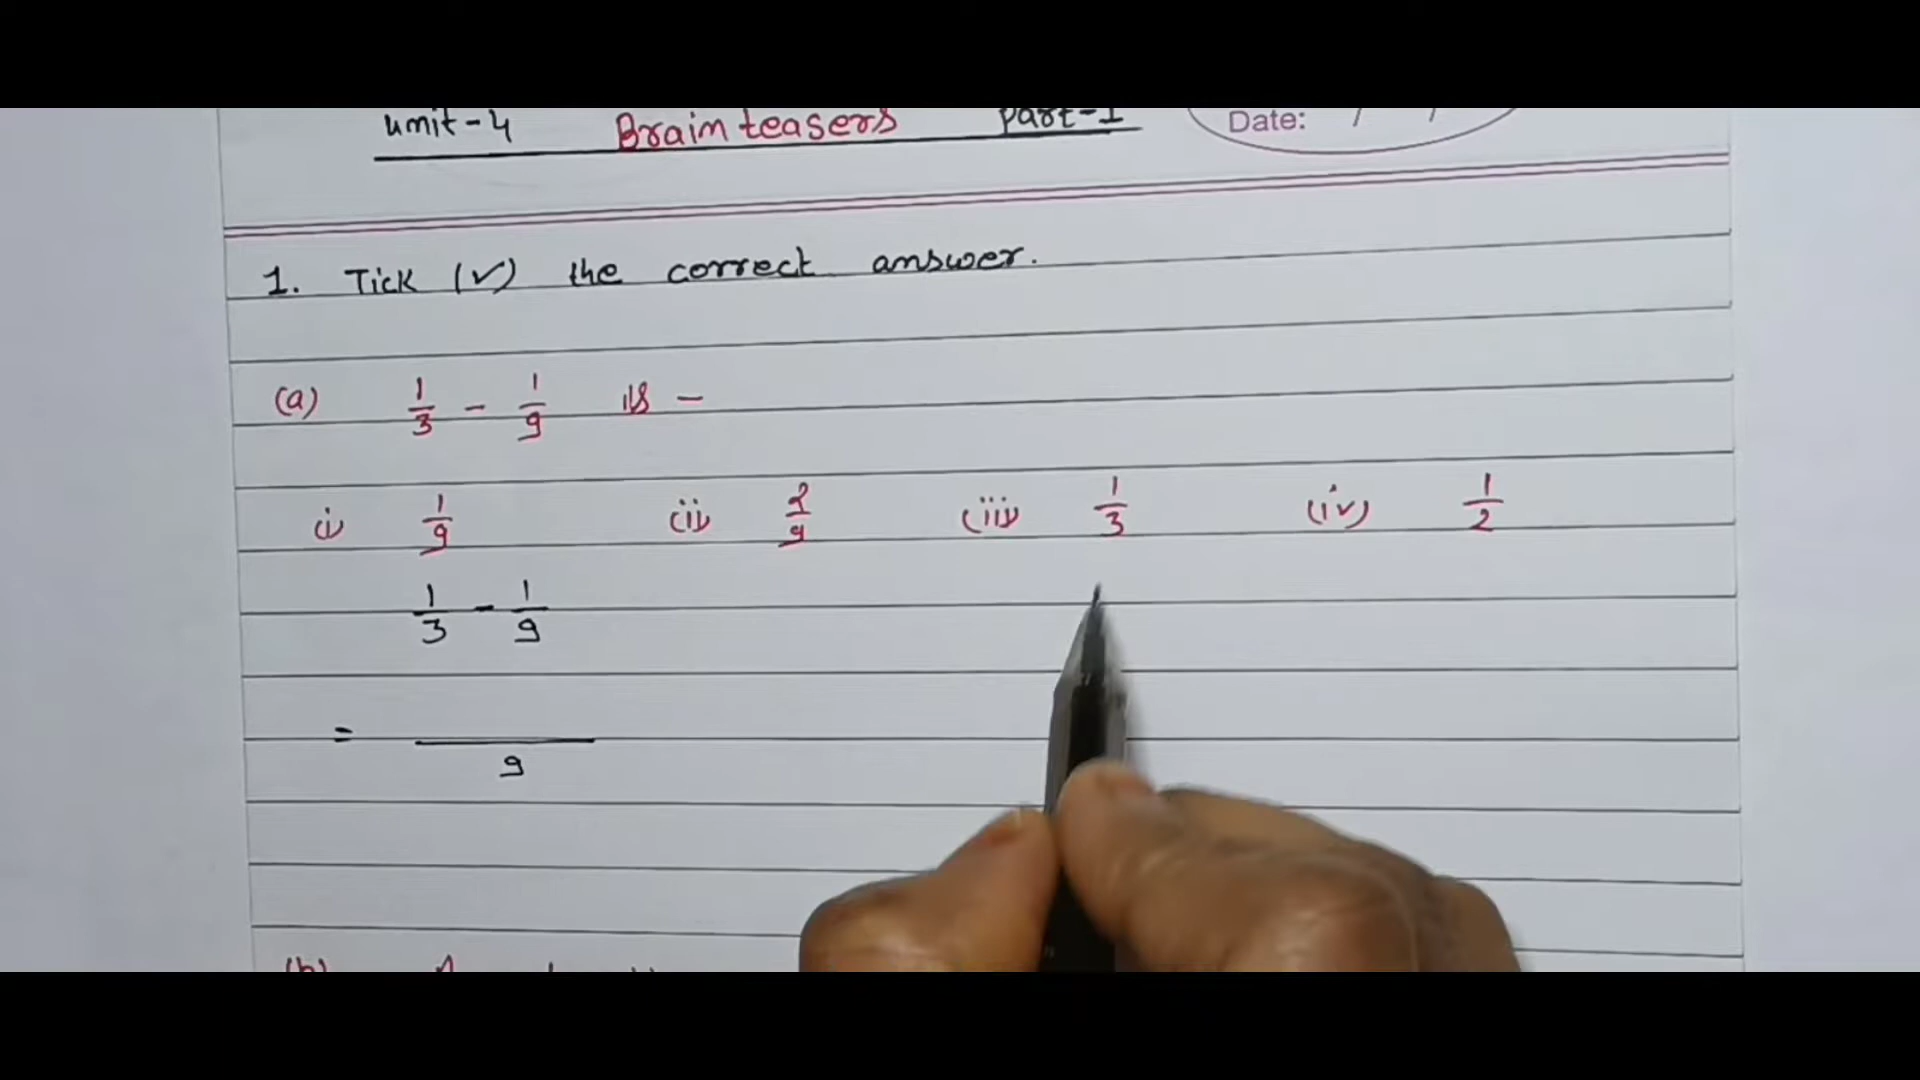 unit-4 Brain teasers part-1 Date: / /
1. Tick (✓) the correct answer.
(a) 1/3 - 1/9 is -
(i) 1/9 (ii) 2/9 (iii) 1/3 (iv) 1/2
1/3 - 1/9
= /9
(b)